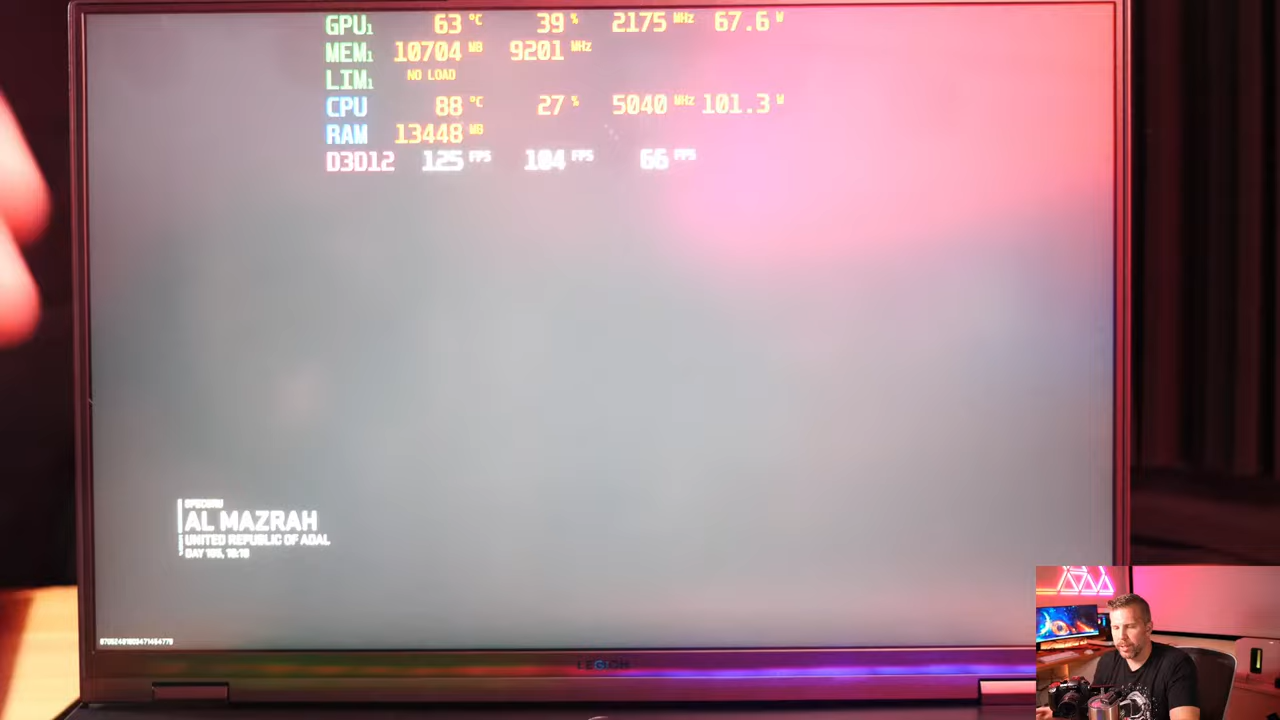 GPU1 63 °C 39 % 2175 MHz 67.6 W
MEM1 10704 MB 9201 MHz
LIM1 NO LOAD
CPU 88 °C 27 % 5040 MHz 101.3 W
RAM 13448 MB
D3D12 125 FPS 104 FPS 66 FPS
AL MAZRAH
UNITED REPUBLIC OF ADAL
LEGION